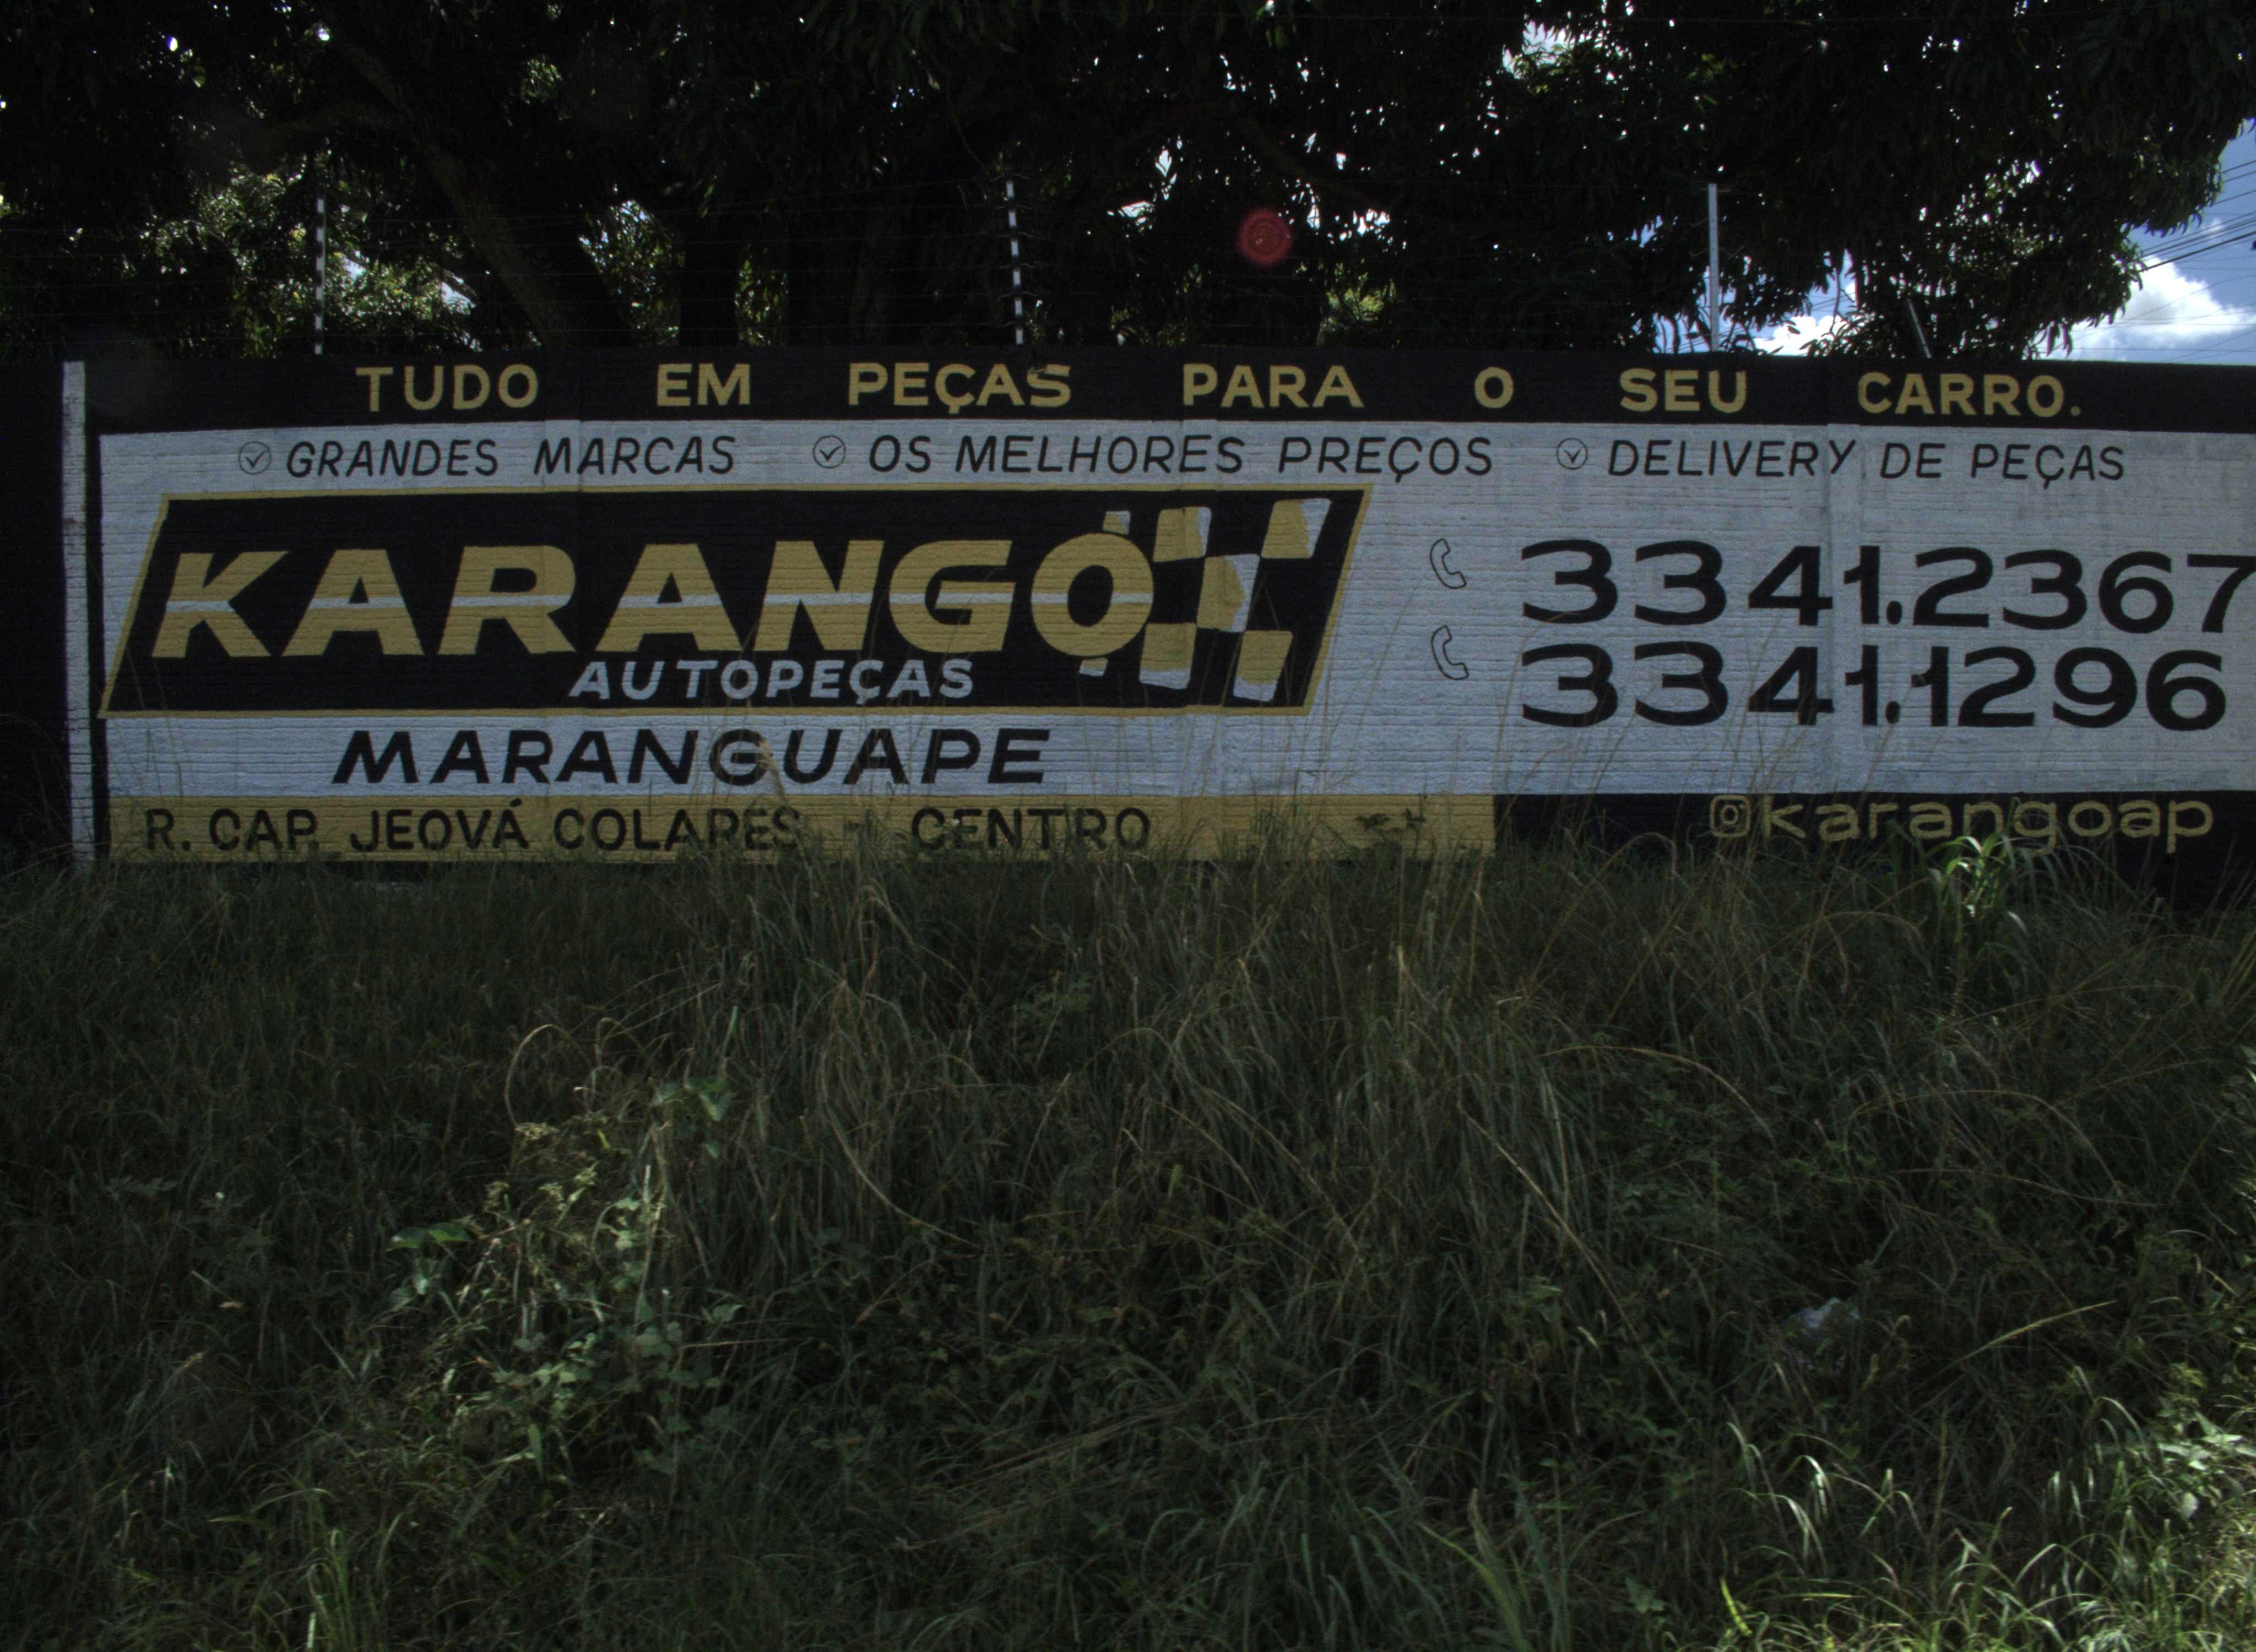 TUDO EM PEÇAS PARA O SEU CARRO.
GRANDES MARCAS OS MELHORES PREÇOS DELIVERY DE PEÇAS
KARANGO
AUTOPEÇAS
MARANGUAPE
R. CAP. JEOVÁ COLARES - CENTRO
3341.2367
3341.1296
karangoap